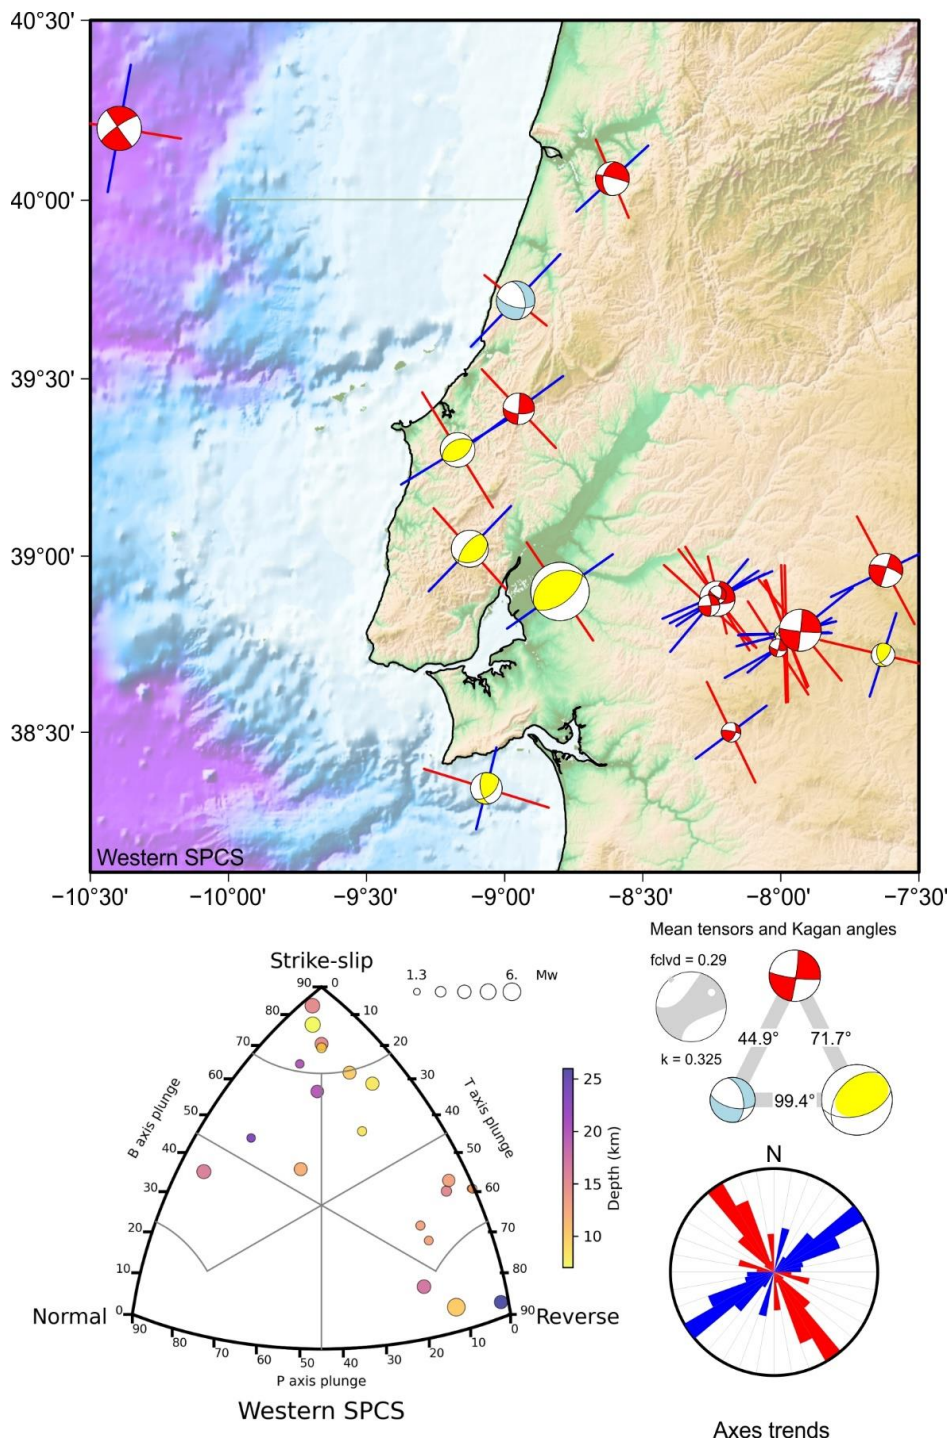 40°30'
40°00'
39°30'
39°00'
38°30'
Western SPCS
−10°30' −10°00' −9°30' −9°00' −8°30' −8°00' −7°30'
Mean tensors and Kagan angles
Strike-slip
1.3 6. Mw
fclvd = 0.29
k = 0.325
44.9° 71.7°
99.4°
90 0
80 10
70 20
60 30
50 40
40 50
30 60
20 70
10 80
0 90
B axis plunge
T axis plunge
Normal
Reverse
90 80 70 60 50 40 30 20 10 0
P axis plunge
Western SPCS
25
20
15
10
Depth (km)
N
Axes trends